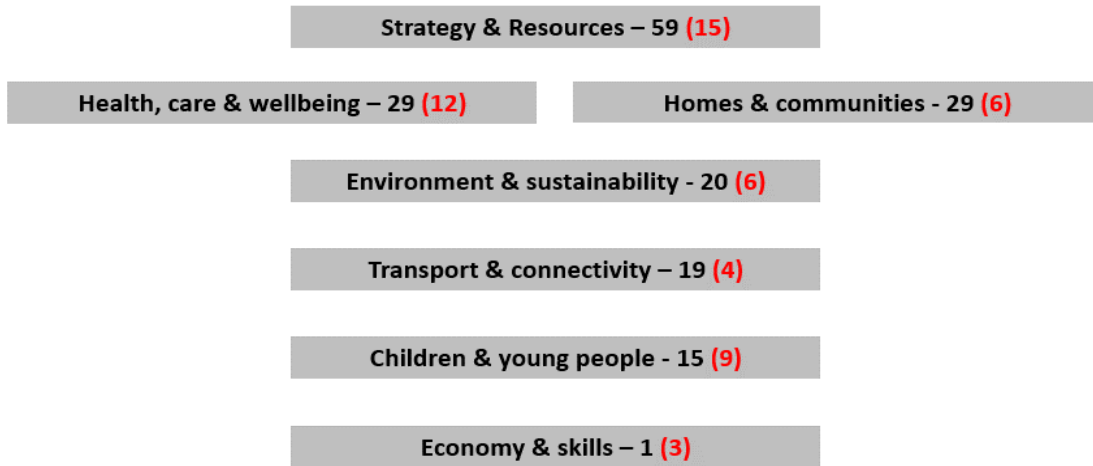 Strategy & Resources – 59 (15)
Health, care & wellbeing – 29 (12)
Homes & communities - 29 (6)
Environment & sustainability - 20 (6)
Transport & connectivity – 19 (4)
Children & young people - 15 (9)
Economy & skills – 1 (3)